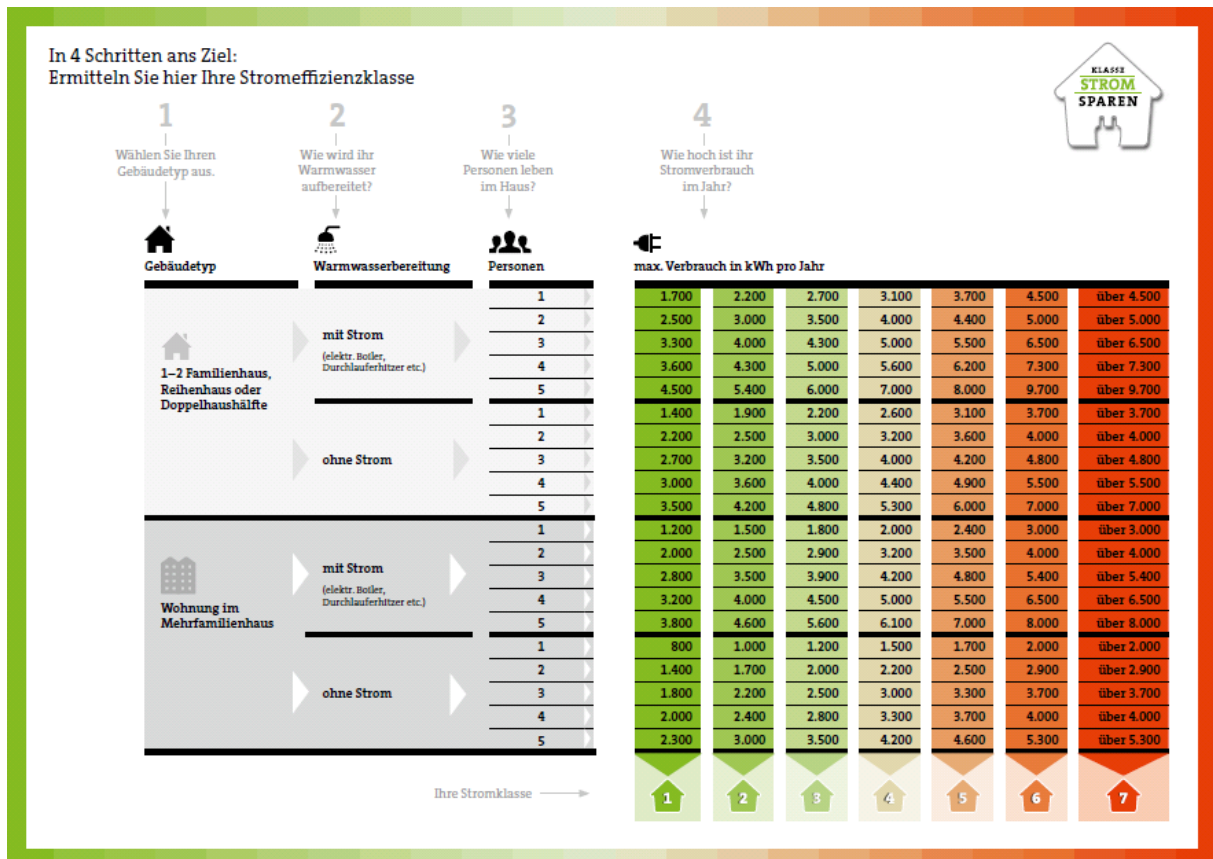 In 4 Schritten ans Ziel:
Ermitteln Sie hier Ihre Stromeffizienzklasse
KLASSE
STROM
SPAREN
1
Wählen Sie Ihren
Gebäudetyp aus.
2
Wie wird ihr
Warmwasser
aufbereitet?
3
Wie viele
Personen leben
im Haus?
4
Wie hoch ist ihr
Stromverbrauch
im Jahr?
Gebäudetyp Warmwasserbereitung Personen max. Verbrauch in kWh pro Jahr
1–2 Familienhaus,
Reihenhaus oder
Doppelhaushälfte
mit Strom
(elektr. Boiler,
Durchlauferhitzer etc.)
1 1.700 2.200 2.700 3.100 3.700 4.500 über 4.500
2 2.500 3.000 3.500 4.000 4.400 5.000 über 5.000
3 3.300 4.000 4.300 5.000 5.500 6.500 über 6.500
4 3.600 4.300 5.000 5.600 6.200 7.300 über 7.300
5 4.500 5.400 6.000 7.000 8.000 9.700 über 9.700
ohne Strom
1 1.400 1.900 2.200 2.600 3.100 3.700 über 3.700
2 2.200 2.500 3.000 3.200 3.600 4.000 über 4.000
3 2.700 3.200 3.500 4.000 4.200 4.800 über 4.800
4 3.000 3.600 4.000 4.400 4.900 5.500 über 5.500
5 3.500 4.200 4.800 5.300 6.000 7.000 über 7.000
Wohnung im
Mehrfamilienhaus
mit Strom
(elektr. Boiler,
Durchlauferhitzer etc.)
1 1.200 1.500 1.800 2.000 2.400 3.000 über 3.000
2 2.000 2.500 2.900 3.200 3.500 4.000 über 4.000
3 2.800 3.500 3.900 4.200 4.800 5.400 über 5.400
4 3.200 4.000 4.500 5.000 5.500 6.500 über 6.500
5 3.800 4.600 5.600 6.100 7.000 8.000 über 8.000
ohne Strom
1 800 1.000 1.200 1.500 1.700 2.000 über 2.000
2 1.400 1.700 2.000 2.200 2.500 2.900 über 2.900
3 1.800 2.200 2.500 3.000 3.300 3.700 über 3.700
4 2.000 2.400 2.800 3.300 3.700 4.000 über 4.000
5 2.300 3.000 3.500 4.200 4.600 5.300 über 5.300
Ihre Stromklasse 1 2 3 4 5 6 7